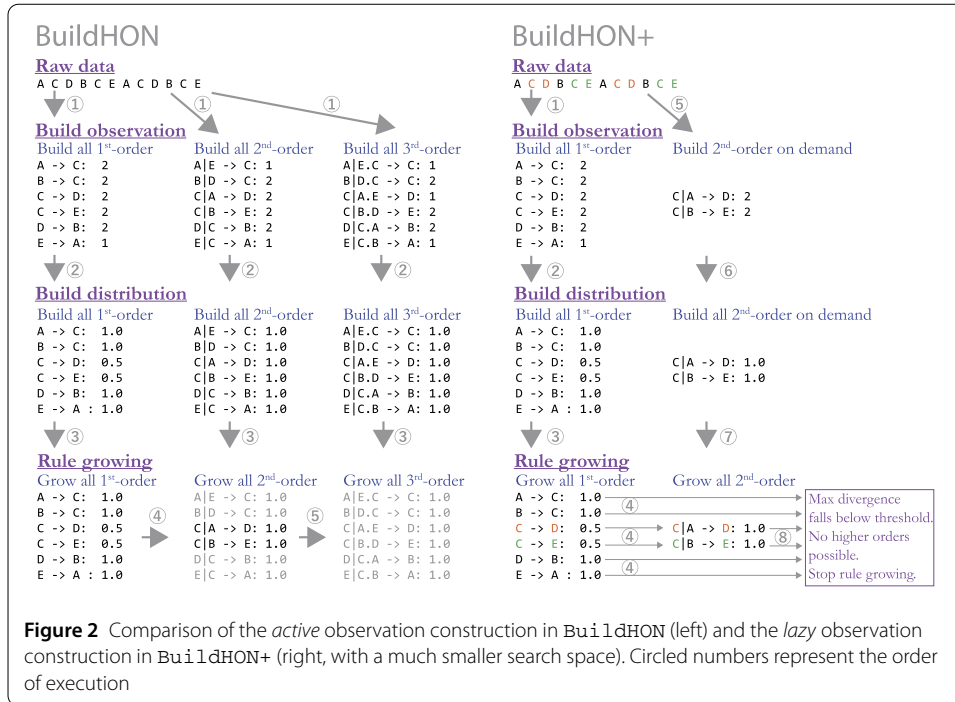 BuildHON
Raw data
A C D B C E A C D B C E
① ① ①
Build observation
Build all 1st-order
A -> C: 2
B -> C: 2
C -> D: 2
C -> E: 2
D -> B: 2
E -> A: 1
Build all 2nd-order
A|E -> C: 1
B|D -> C: 2
C|A -> D: 2
C|B -> E: 2
D|C -> B: 2
E|C -> A: 1
Build all 3rd-order
A|E.C -> C: 1
B|D.C -> C: 2
C|A.E -> D: 1
C|B.D -> E: 2
D|C.A -> B: 2
E|C.B -> A: 1
② ② ②
Build distribution
Build all 1st-order
A -> C: 1.0
B -> C: 1.0
C -> D: 0.5
C -> E: 0.5
D -> B: 1.0
E -> A : 1.0
Build all 2nd-order
A|E -> C: 1.0
B|D -> C: 1.0
C|A -> D: 1.0
C|B -> E: 1.0
D|C -> B: 1.0
E|C -> A: 1.0
Build all 3rd-order
A|E.C -> C: 1.0
B|D.C -> C: 1.0
C|A.E -> D: 1.0
C|B.D -> E: 1.0
D|C.A -> B: 1.0
E|C.B -> A: 1.0
③ ③ ③
Rule growing
Grow all 1st-order
A -> C: 1.0
B -> C: 1.0
C -> D: 0.5
C -> E: 0.5
D -> B: 1.0
E -> A : 1.0
④
Grow all 2nd-order
A|E -> C: 1.0
B|D -> C: 1.0
C|A -> D: 1.0
C|B -> E: 1.0
D|C -> B: 1.0
E|C -> A: 1.0
⑤
Grow all 3rd-order
A|E.C -> C: 1.0
B|D.C -> C: 1.0
C|A.E -> D: 1.0
C|B.D -> E: 1.0
D|C.A -> B: 1.0
E|C.B -> A: 1.0
BuildHON+
Raw data
A C D B C E A C D B C E
① ⑤
Build observation
Build all 1st-order
A -> C: 2
B -> C: 2
C -> D: 2
C -> E: 2
D -> B: 2
E -> A: 1
Build 2nd-order on demand
C|A -> D: 2
C|B -> E: 2
② ⑥
Build distribution
Build all 1st-order
A -> C: 1.0
B -> C: 1.0
C -> D: 0.5
C -> E: 0.5
D -> B: 1.0
E -> A : 1.0
Build all 2nd-order on demand
C|A -> D: 1.0
C|B -> E: 1.0
③ ⑦
Rule growing
Grow all 1st-order
A -> C: 1.0
B -> C: 1.0
C -> D: 0.5
C -> E: 0.5
D -> B: 1.0
E -> A : 1.0
④
④
④
Grow all 2nd-order
C|A -> D: 1.0
C|B -> E: 1.0
⑧
Max divergence
falls below threshold.
No higher orders
possible.
Stop rule growing.
Figure 2 Comparison of the active observation construction in BuildHON (left) and the lazy observation
construction in BuildHON+ (right, with a much smaller search space). Circled numbers represent the order
of execution